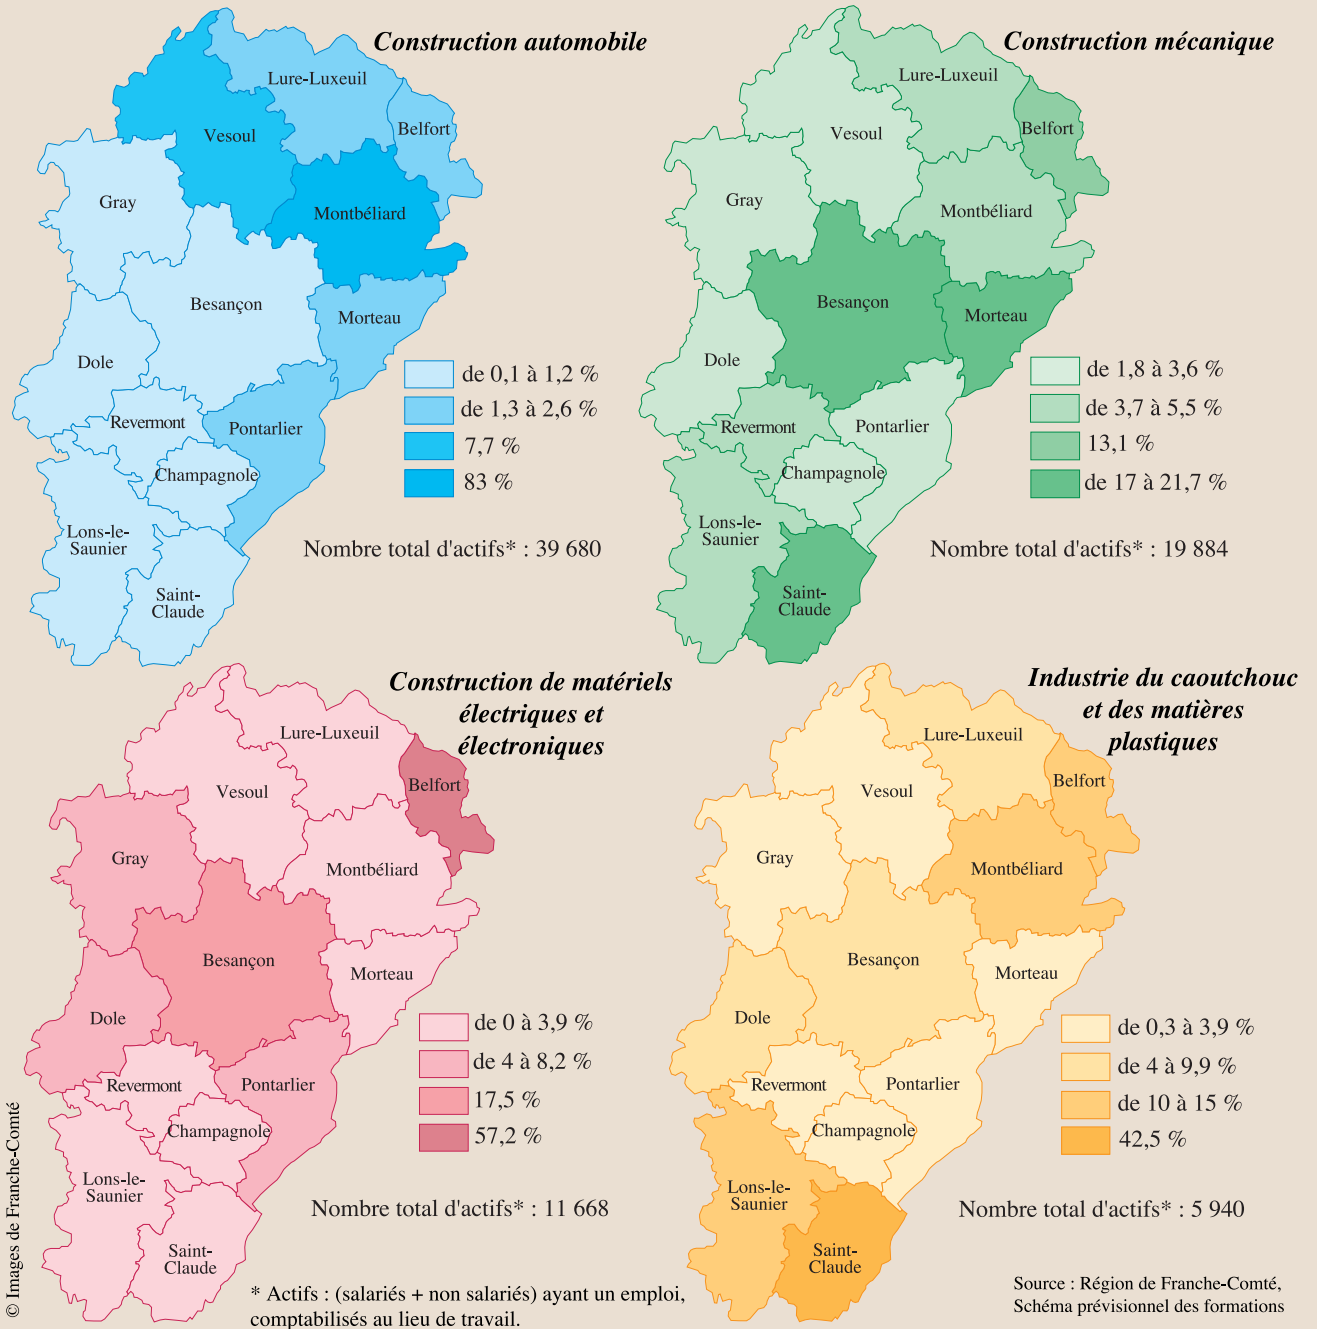 Construction automobile
Lure-Luxeuil
Belfort
Vesoul
Gray
Montbéliard
Besançon
Morteau
Dole
Revermont
Pontarlier
Champagnole
Lons-le-
Saunier
Saint-
Claude
de 0,1 à 1,2 %
de 1,3 à 2,6 %
7,7 %
83 %
Nombre total d'actifs* : 39 680
Construction mécanique
Lure-Luxeuil
Belfort
Vesoul
Gray
Montbéliard
Besançon
Morteau
Dole
Revermont
Pontarlier
Champagnole
Lons-le-
Saunier
Saint-
Claude
de 1,8 à 3,6 %
de 3,7 à 5,5 %
13,1 %
de 17 à 21,7 %
Nombre total d'actifs* : 19 884
Construction de matériels
électriques et
électroniques
Lure-Luxeuil
Belfort
Vesoul
Gray
Montbéliard
Besançon
Morteau
Dole
Revermont
Pontarlier
Champagnole
Lons-le-
Saunier
Saint-
Claude
de 0 à 3,9 %
de 4 à 8,2 %
17,5 %
57,2 %
Nombre total d'actifs* : 11 668
Industrie du caoutchouc
et des matières
plastiques
Lure-Luxeuil
Belfort
Vesoul
Gray
Montbéliard
Besançon
Morteau
Dole
Revermont
Pontarlier
Champagnole
Lons-le-
Saunier
Saint-
Claude
de 0,3 à 3,9 %
de 4 à 9,9 %
de 10 à 15 %
42,5 %
Nombre total d'actifs* : 5 940
* Actifs : (salariés + non salariés) ayant un emploi,
comptabilisés au lieu de travail.
Source : Région de Franche-Comté,
Schéma prévisionnel des formations
© Images de Franche-Comté